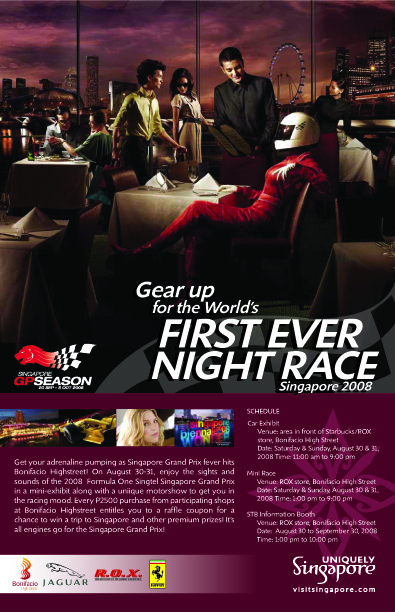 Gear up
for the World's
FIRST EVER
NIGHT RACE
Singapore 2008
SINGAPORE
GPSEASON
Get your adrenaline pumping as Singapore Grand Prix fever hits
Bonifacio Highstreet! On August 30-31, enjoy the sights and
sounds of the 2008 Formula One Singtel Singapore Grand Prix
in a mini-exhibit along with a unique motorshow to get you in
the racing mood. Every P2500 purchase from participating shops
at Bonifacio Highstreet entitles you to a raffle coupon for a
chance to win a trip to Singapore and other premium prizes! It's
all engines go for the Singapore Grand Prix!
SCHEDULE
Car Exhibit
Venue: area in front of Starbucks/ROX
store, Bonifacio High Street
Date: Saturday & Sunday, August 30 & 31,
2008 Time: 11:00 am to 9:00 pm
Mini Race
Venue: ROX store, Bonifacio High Street
Date: Saturday & Sunday, August 30 & 31,
2008 Time: 1:00 pm to 9:00 pm
STB Information Booth
Venue: ROX store, Bonifacio High Street
Date: August 30 to September 30, 2008
Time: 1:00 pm to 10:00 pm
Bonifacio
High Street
JAGUAR
R.O.X.
Ferrari
UNIQUELY
Singapore
visitsingapore.com